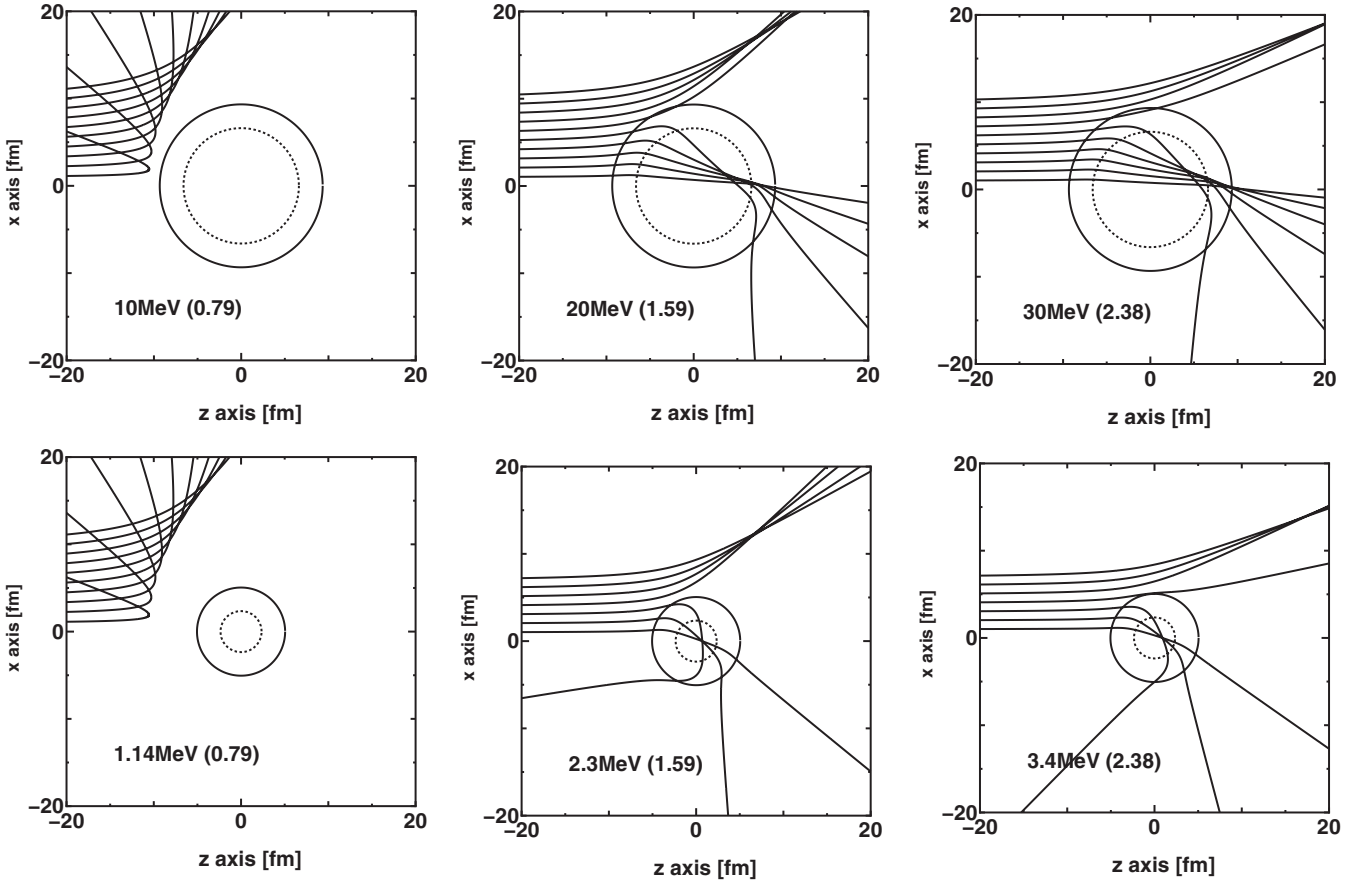 20
x axis [fm]
0
10MeV (0.79)
−20
−20
0
20
z axis [fm]
20
x axis [fm]
0
20MeV (1.59)
−20
−20
0
20
z axis [fm]
20
x axis [fm]
0
30MeV (2.38)
−20
−20
0
20
z axis [fm]
20
x axis [fm]
0
1.14MeV (0.79)
−20
−20
0
20
z axis [fm]
20
x axis [fm]
0
2.3MeV (1.59)
−20
−20
0
20
z axis [fm]
20
x axis [fm]
0
3.4MeV (2.38)
−20
−20
0
20
z axis [fm]